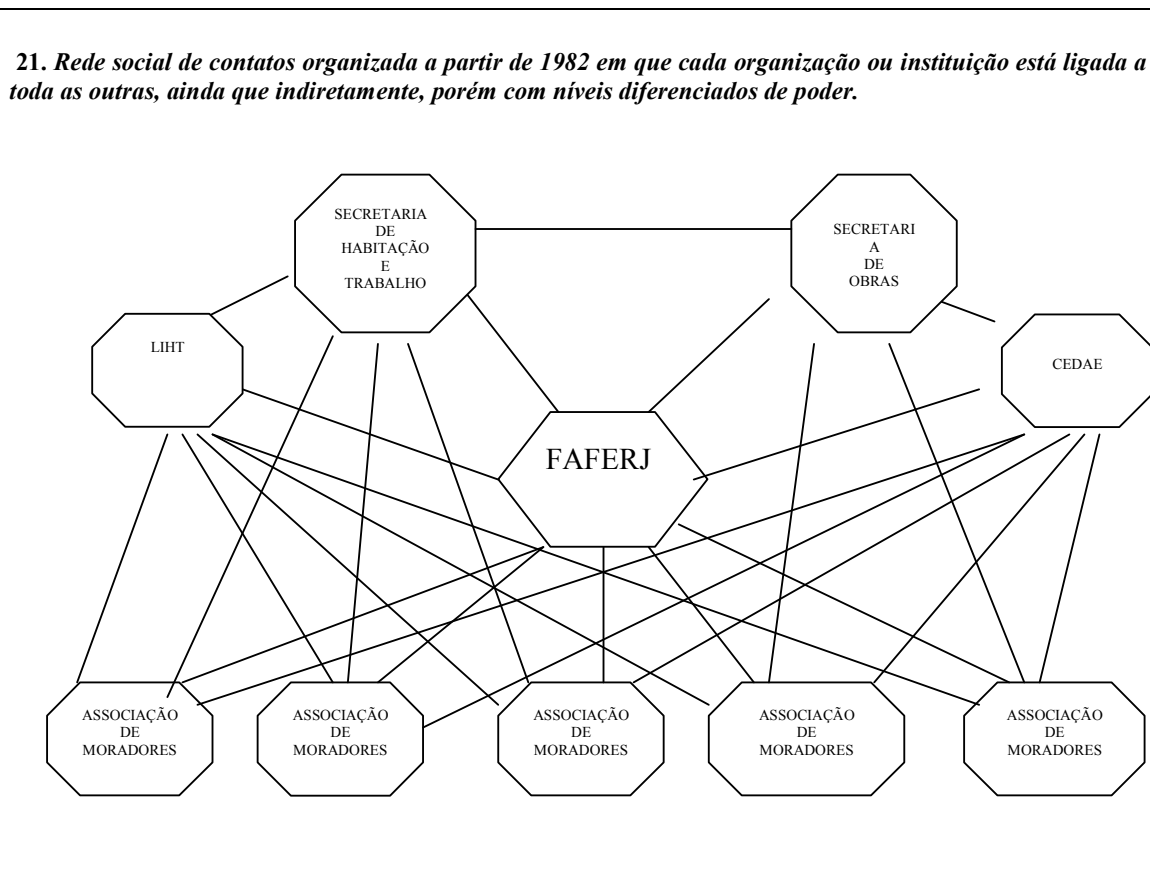 21. Rede social de contatos organizada a partir de 1982 em que cada organização ou instituição está ligada a
toda as outras, ainda que indiretamente, porém com níveis diferenciados de poder.
SECRETARIA
DE
HABITAÇÃO
E
TRABALHO
SECRETARI
A
DE
OBRAS
LIHT
CEDAE
FAFERJ
ASSOCIAÇÃO
DE
MORADORES
ASSOCIAÇÃO
DE
MORADORES
ASSOCIAÇÃO
DE
MORADORES
ASSOCIAÇÃO
DE
MORADORES
ASSOCIAÇÃO
DE
MORADORES